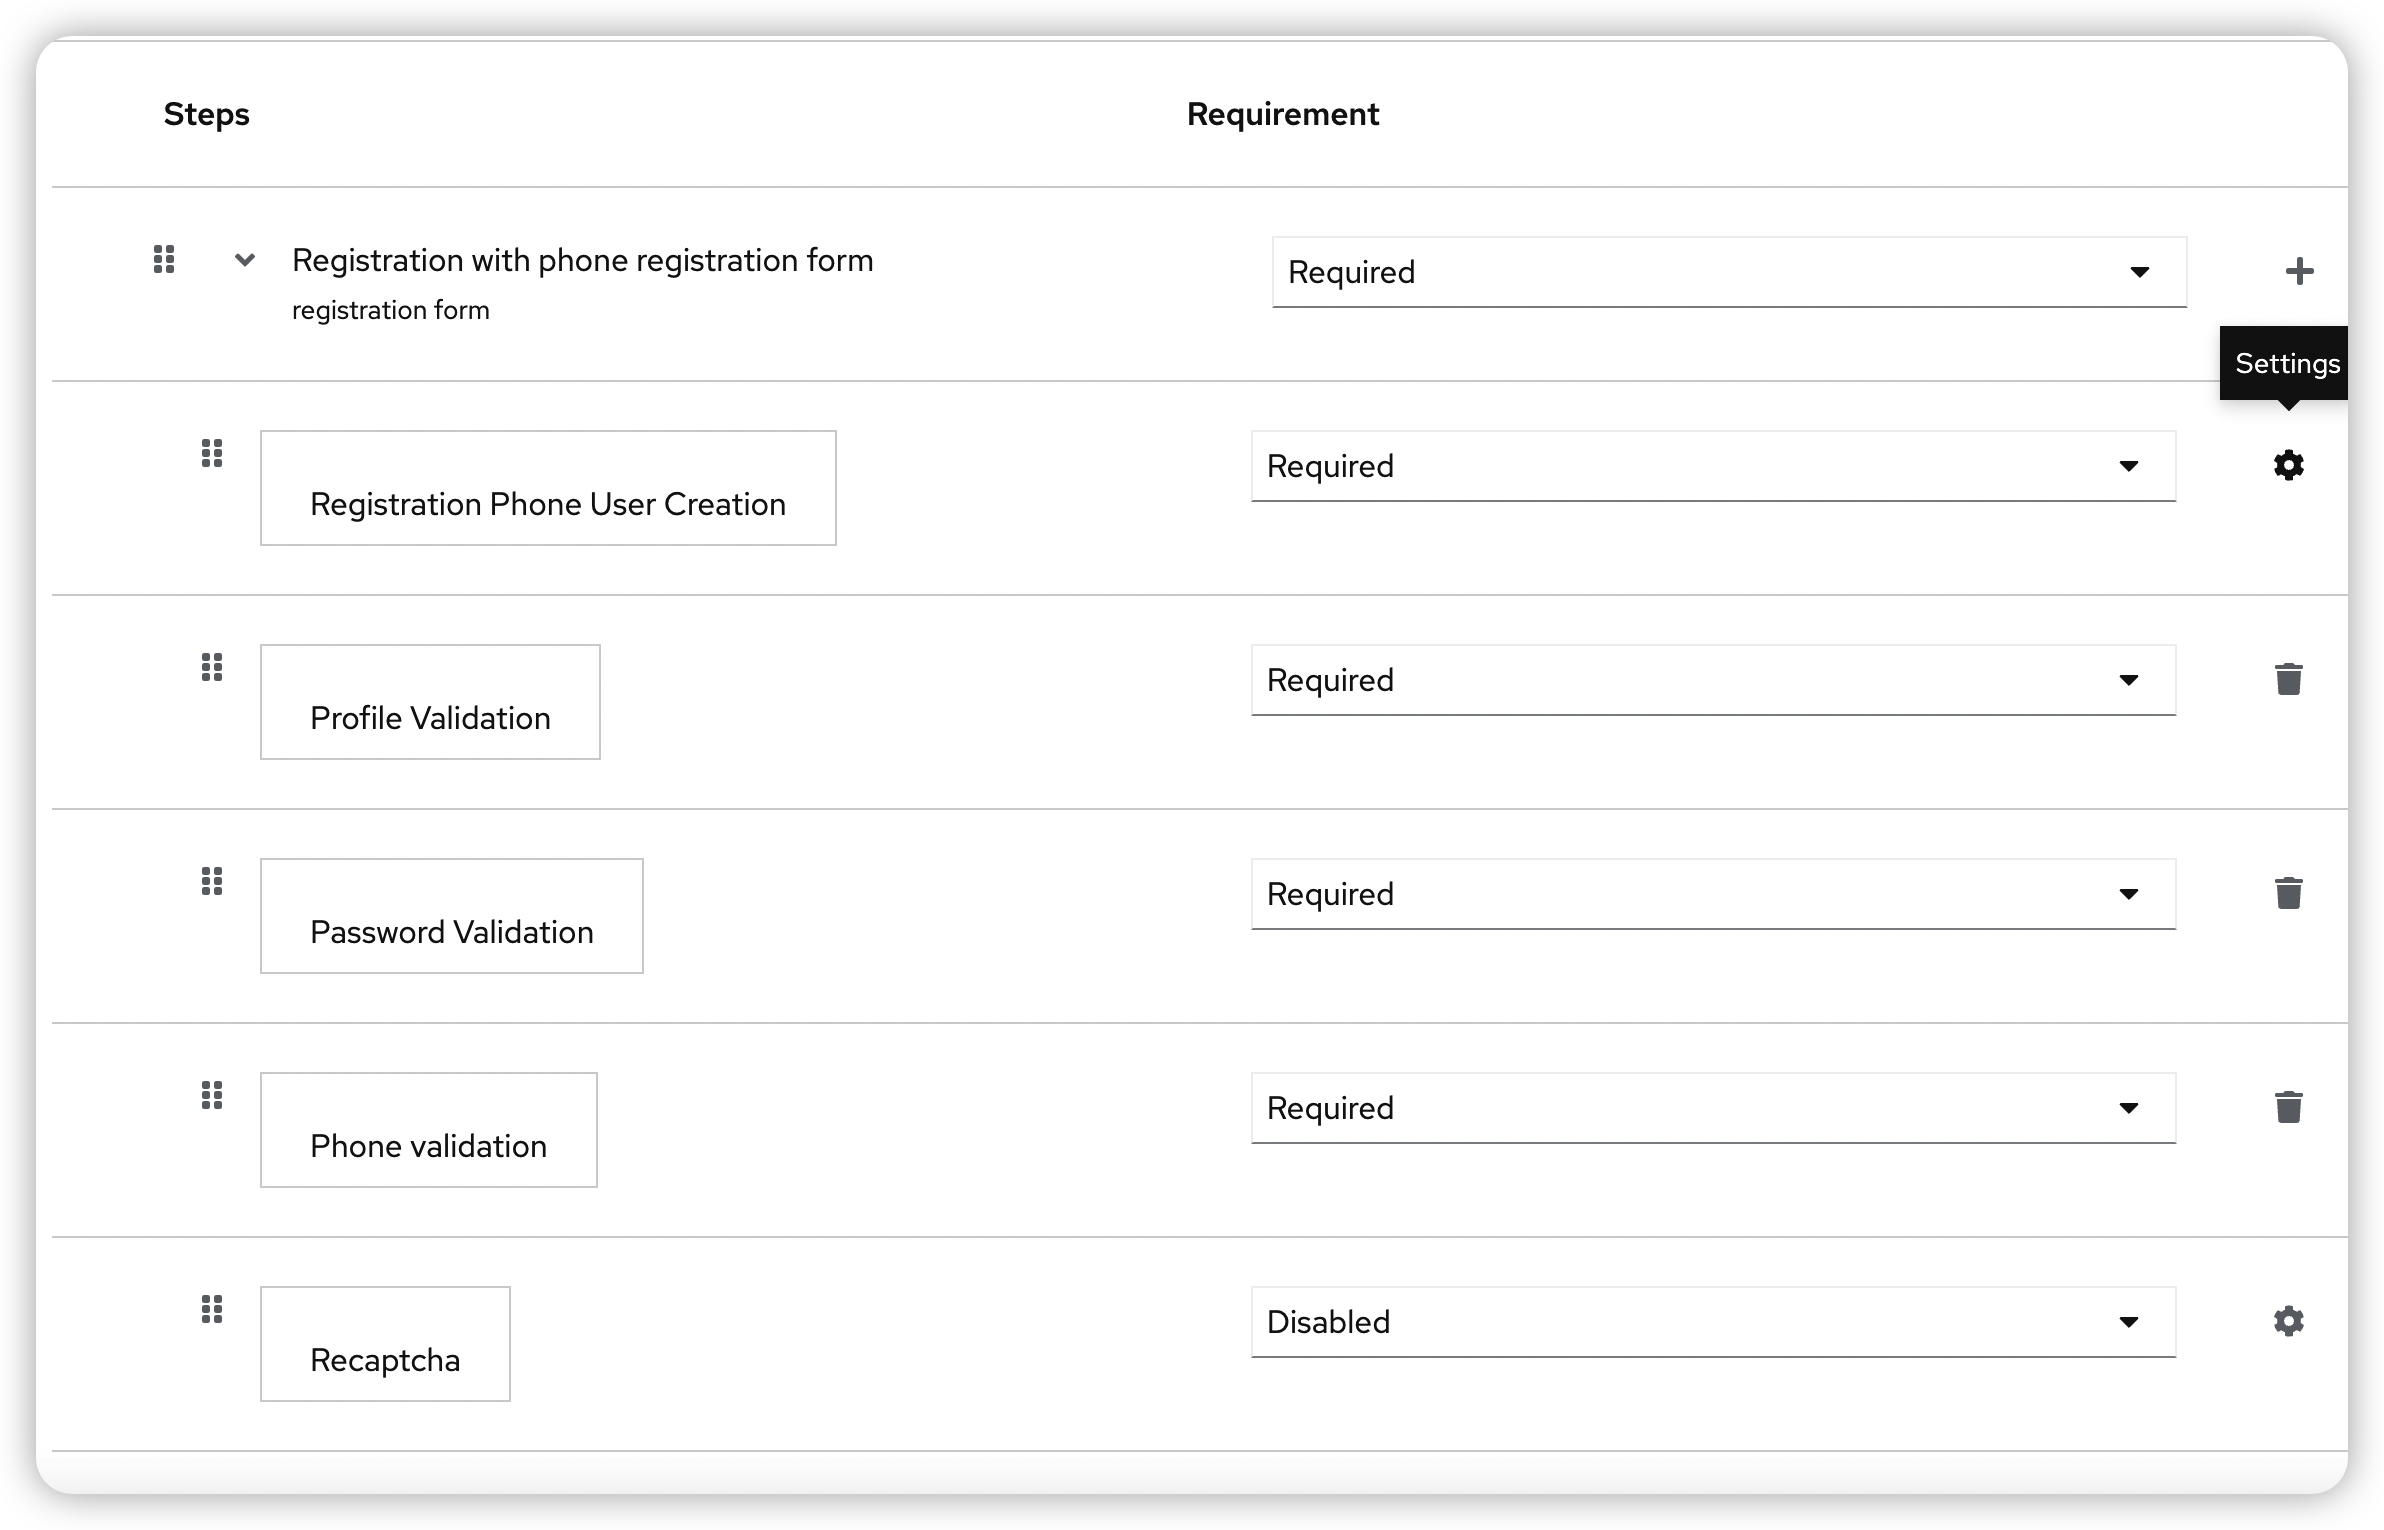 Steps Requirement
Registration with phone registration form Required
registration form
Settings
Registration Phone User Creation Required
Profile Validation Required
Password Validation Required
Phone validation Required
Recaptcha Disabled